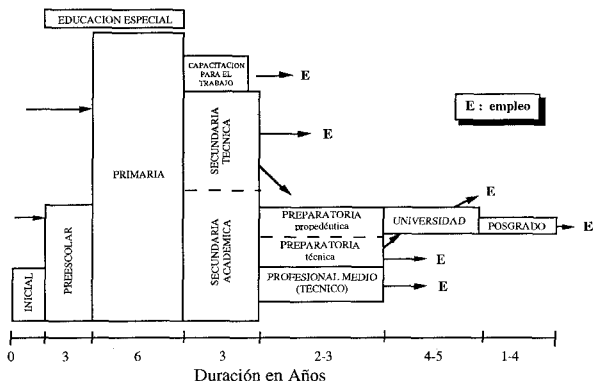 EDUCACION ESPECIAL
CAPACITACION
PARA EL
TRABAJO
E
E : empleo
SECUNDARIA
TECNICA
E
PRIMARIA
E
PREPARATORIA
propedéutica
UNIVERSIDAD
POSGRADO
E
PREESCOLAR
SECUNDARIA
ACADEMICA
PREPARATORIA
técnica
E
INICIAL
PROFESIONAL MEDIO
(TECNICO)
E
0 3 6 3 2-3 4-5 1-4
Duración en Años